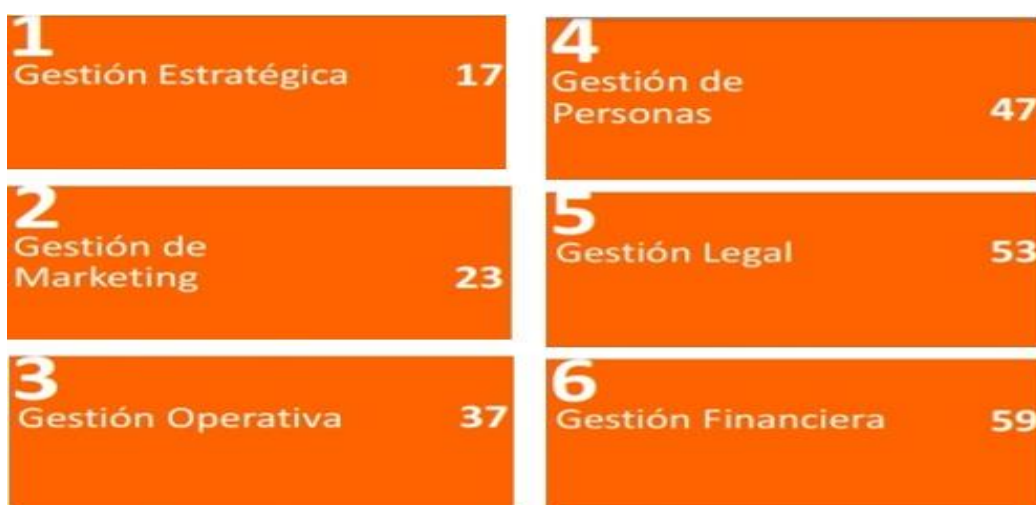 1
Gestión Estratégica 17
2
Gestión de
Marketing 23
3
Gestión Operativa 37
4
Gestión de
Personas 47
5
Gestión Legal 53
6
Gestión Financiera 59